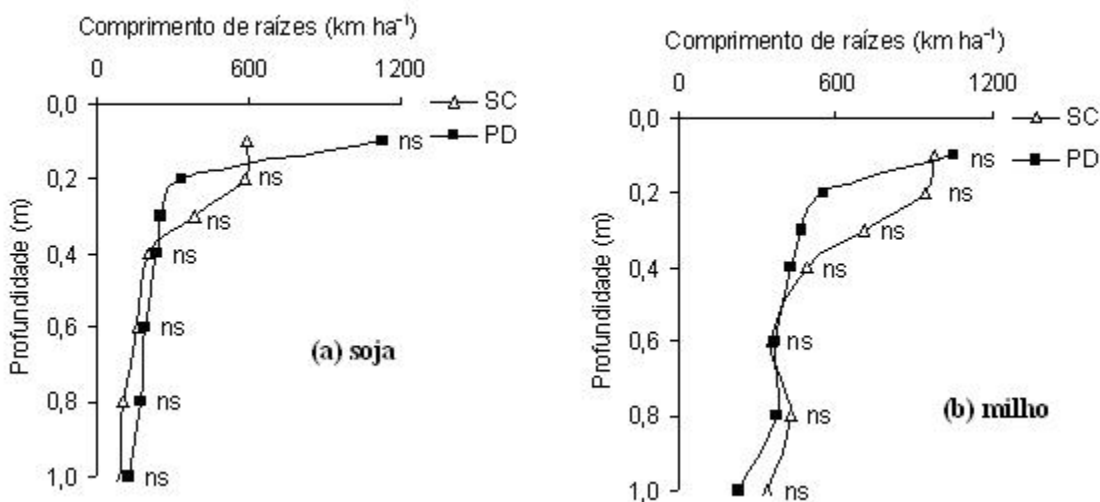 Comprimento de raízes (km ha⁻¹)
0 600 1200
0,0
0,2
0,4
0,6
0,8
1,0
Profundidade (m)
SC
PD
ns
ns
ns
ns
ns
ns
ns
(a) soja
Comprimento de raízes (km ha⁻¹)
0 600 1200
0,0
0,2
0,4
0,6
0,8
1,0
Profundidade (m)
SC
PD
ns
ns
ns
ns
ns
ns
ns
(b) milho